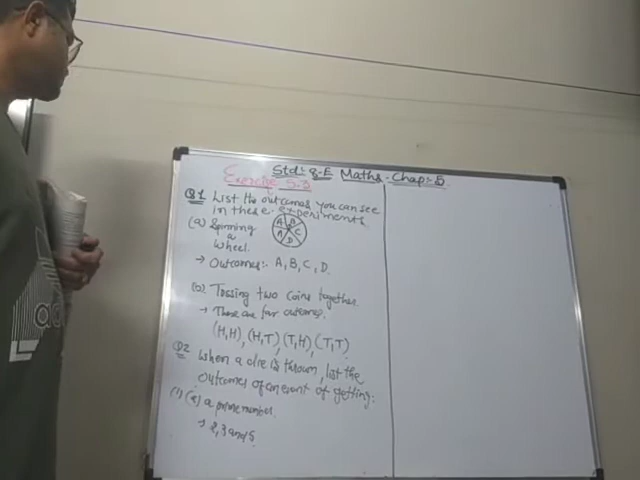 Std: 8-E Maths - Chap: 5
Exercise 5.3
Q.1 List the outcomes you can see
in these experiments.
(a) Spinning
a
wheel.
A B C D A
→ Outcomes:- A, B, C, D.
(b) Tossing two coins together.
→ There are four outcomes.
(H,H), (H,T), (T,H), (T,T)
Q2 When a die is thrown, list the
outcomes of an event of getting:
(i) (a) a prime number.
→ 2, 3 and 5